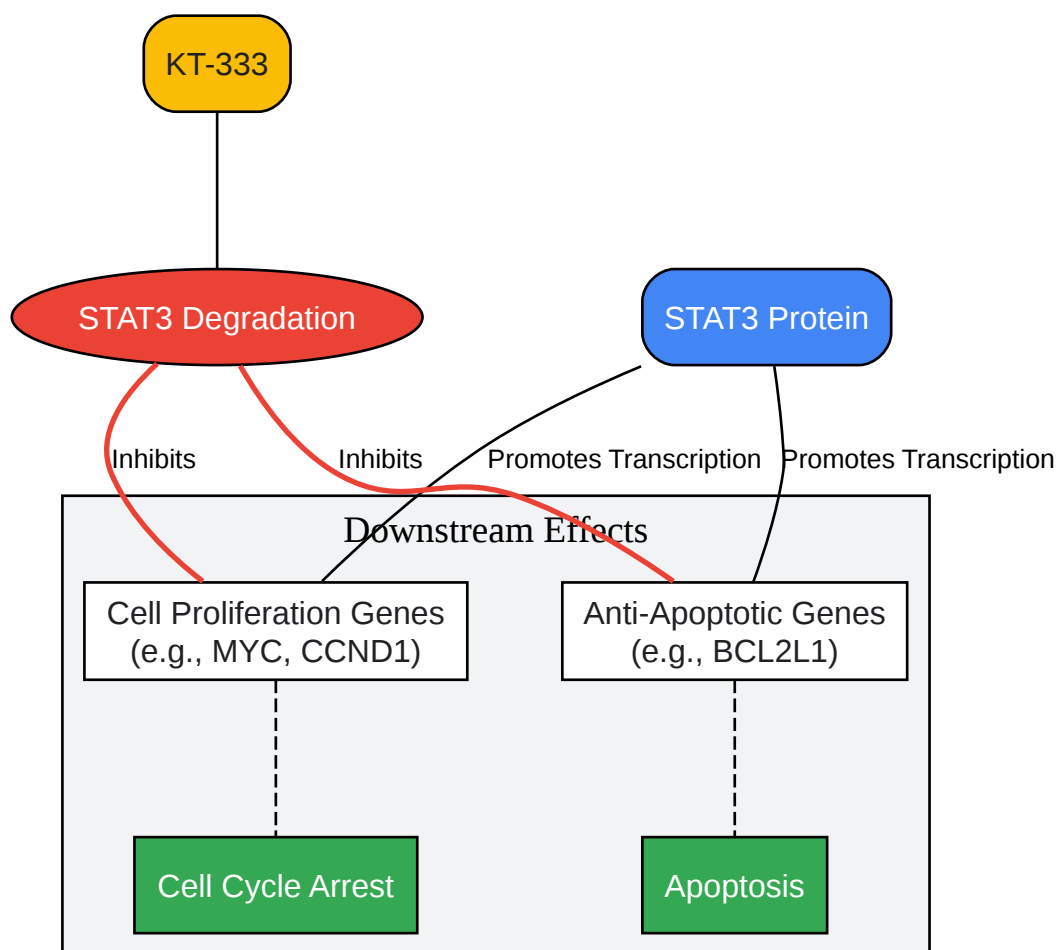 KT-333
STAT3 Degradation
STAT3 Protein
Inhibits
Inhibits
Promotes Transcription
Promotes Transcription
Downstream Effects
Cell Proliferation Genes
(e.g., MYC, CCND1)
Anti-Apoptotic Genes
(e.g., BCL2L1)
Cell Cycle Arrest
Apoptosis